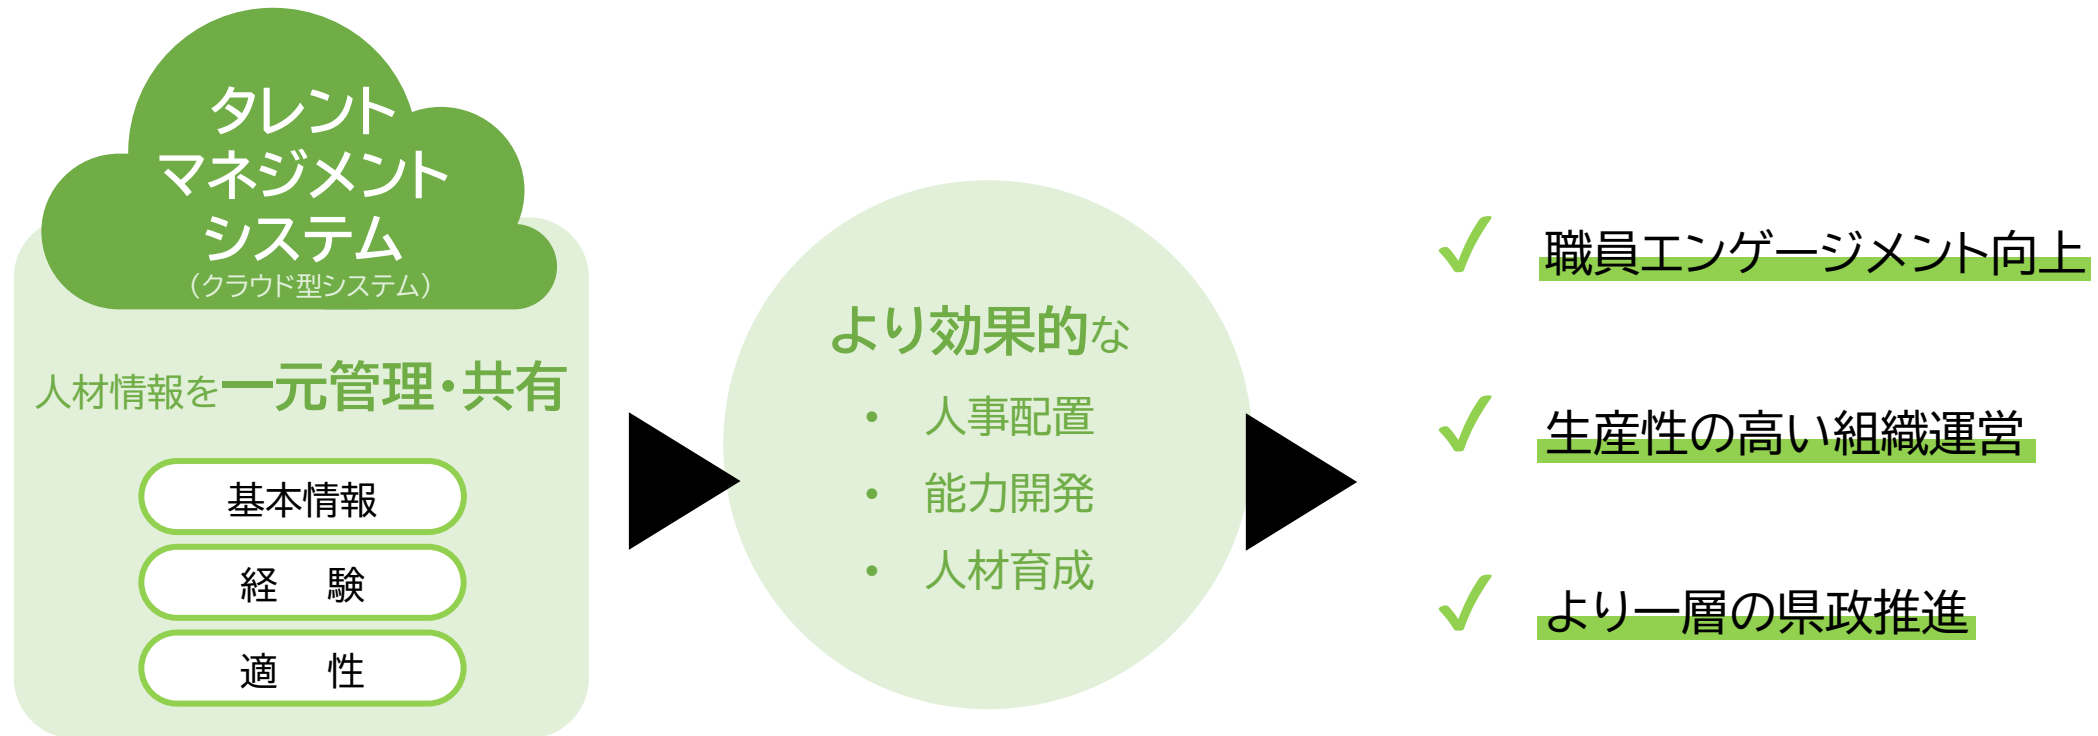 タレント
マネジメント
システム
（クラウド型システム）
人材情報を一元管理・共有
基本情報
経　験
適　性
より効果的な
・　人事配置
・　能力開発
・　人材育成
✓　職員エンゲージメント向上
✓　生産性の高い組織運営
✓　より一層の県政推進